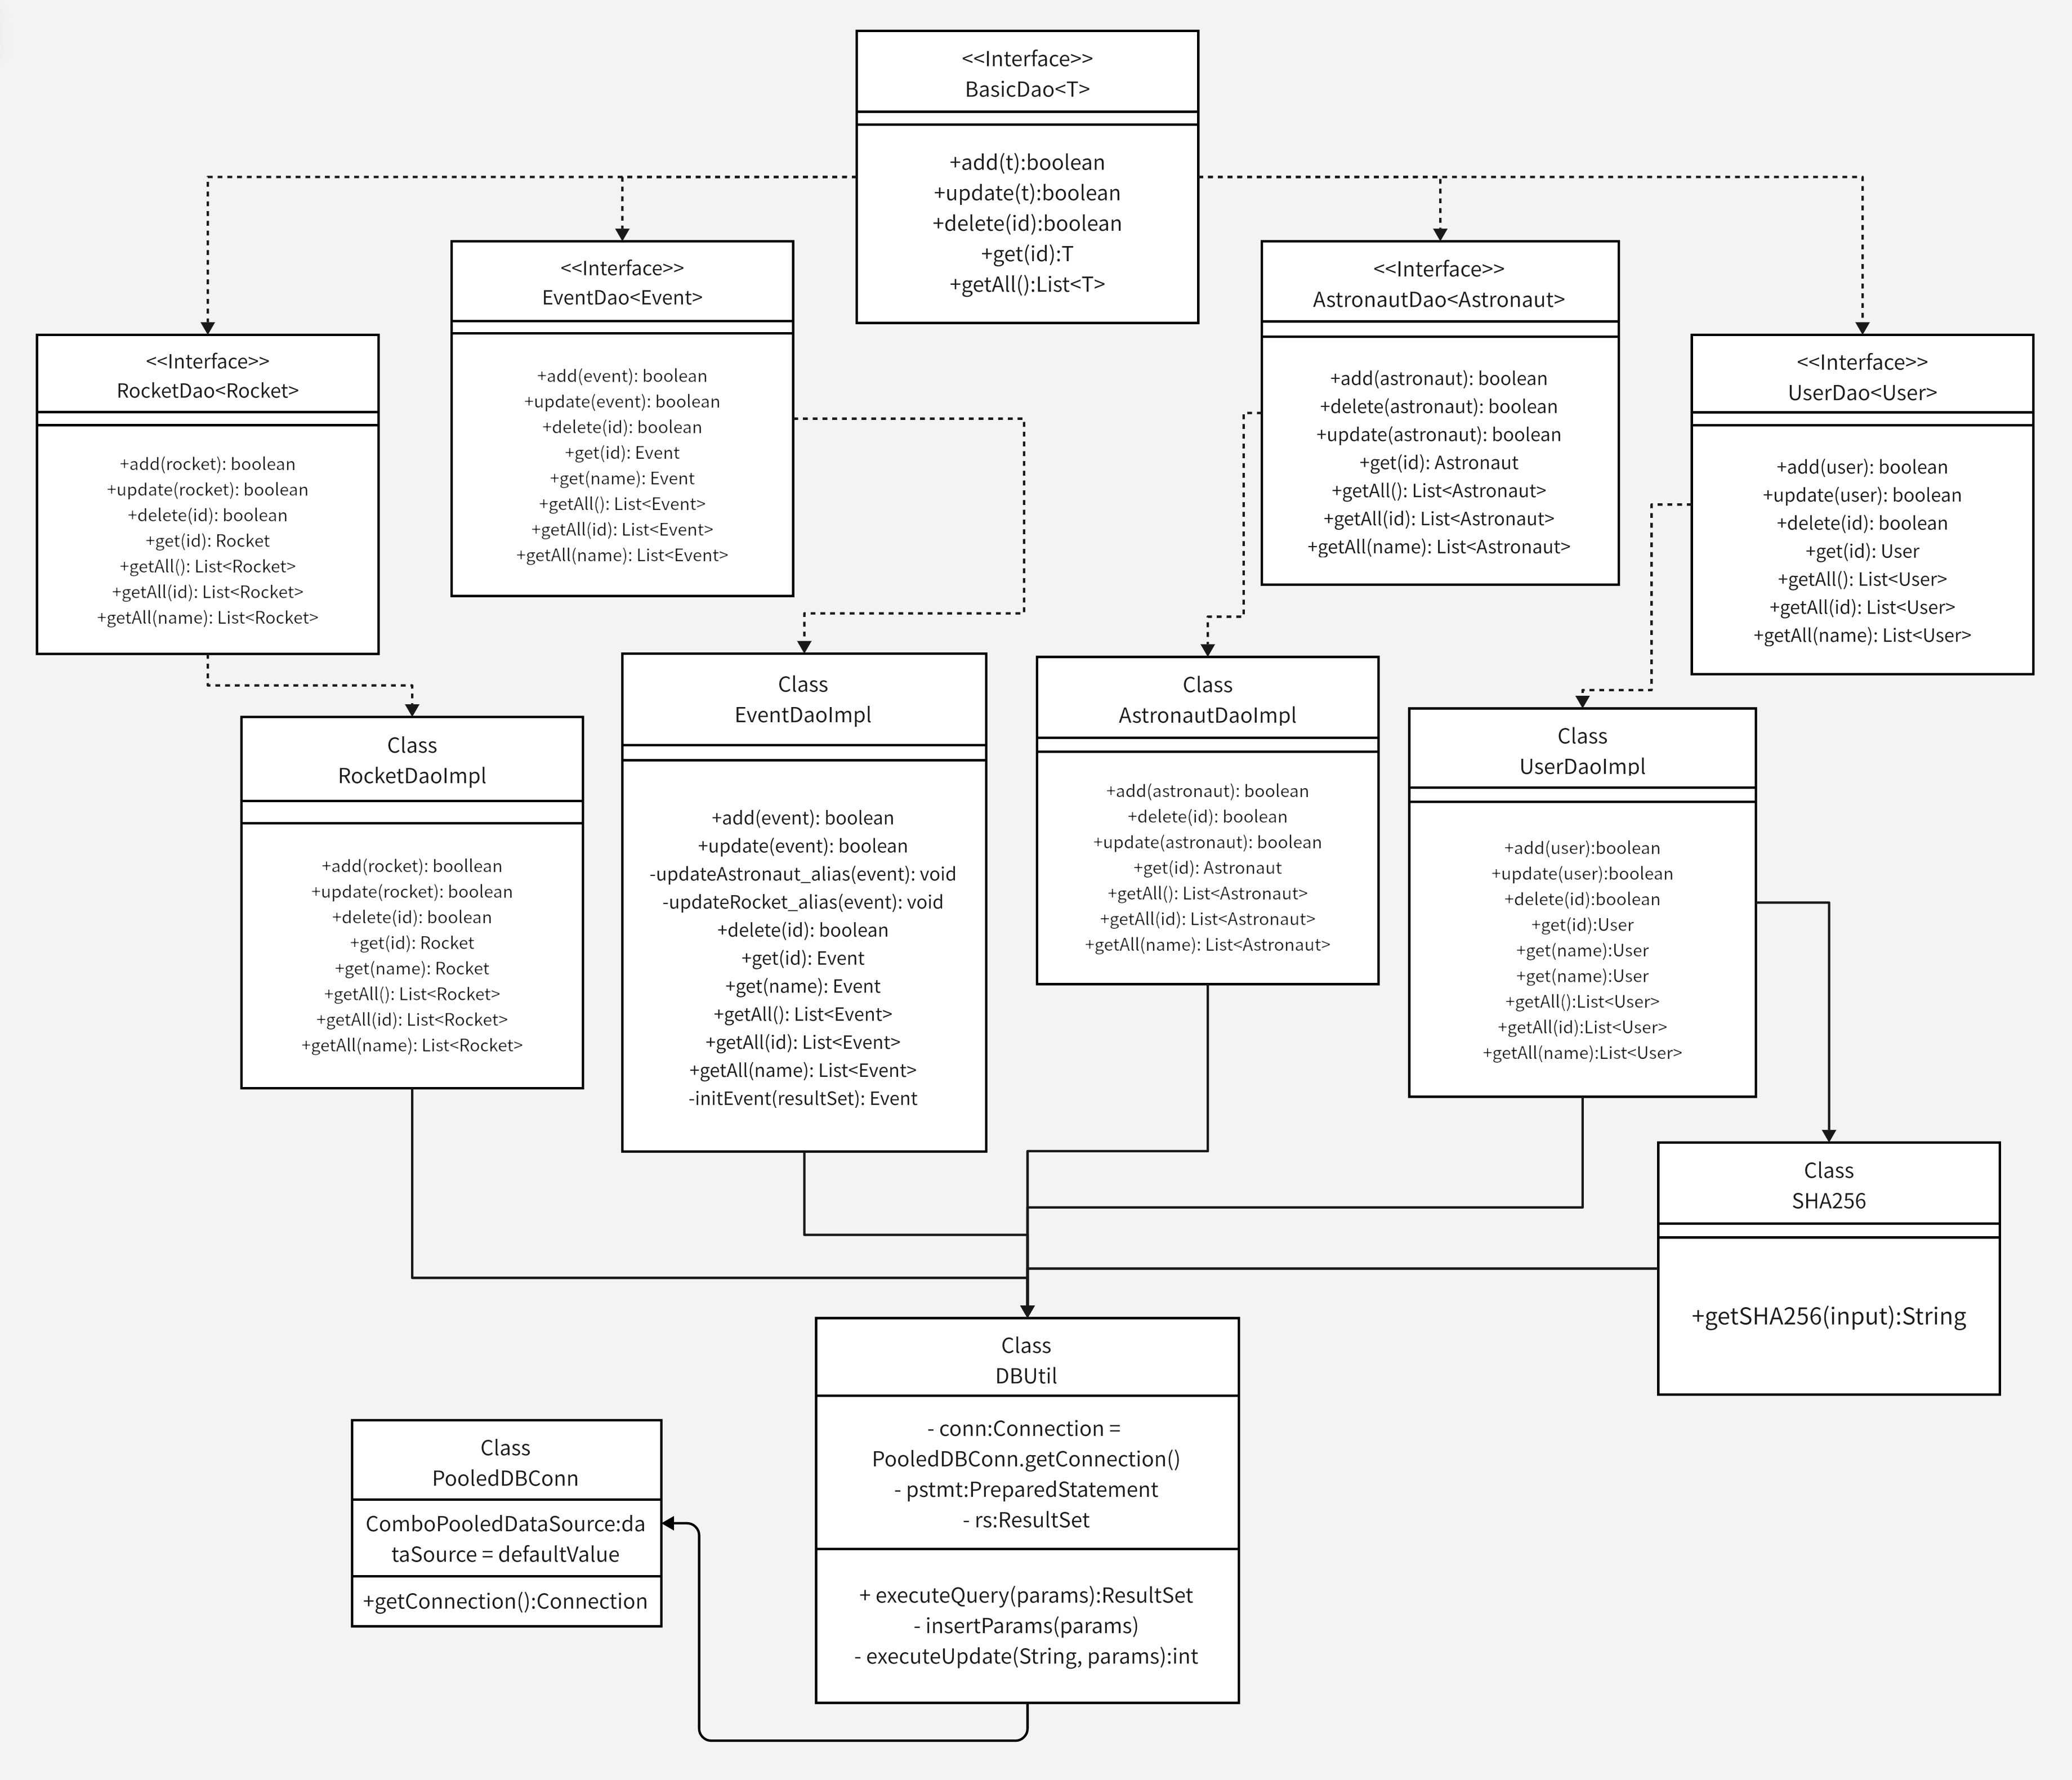 <<Interface>>
BasicDao<T>
+add(t):boolean
+update(t):boolean
+delete(id):boolean
+get(id):T
+getAll():List<T>
<<Interface>>
RocketDao<Rocket>
+add(rocket): boolean
+update(rocket): boolean
+delete(id): boolean
+get(id): Rocket
+getAll(): List<Rocket>
+getAll(id): List<Rocket>
+getAll(name): List<Rocket>
<<Interface>>
EventDao<Event>
+add(event): boolean
+update(event): boolean
+delete(id): boolean
+get(id): Event
+get(name): Event
+getAll(): List<Event>
+getAll(id): List<Event>
+getAll(name): List<Event>
<<Interface>>
AstronautDao<Astronaut>
+add(astronaut): boolean
+delete(astronaut): boolean
+update(astronaut): boolean
+get(id): Astronaut
+getAll(): List<Astronaut>
+getAll(id): List<Astronaut>
+getAll(name): List<Astronaut>
<<Interface>>
UserDao<User>
+add(user): boolean
+update(user): boolean
+delete(id): boolean
+get(id): User
+getAll(): List<User>
+getAll(id): List<User>
+getAll(name): List<User>
Class
RocketDaoImpl
+add(rocket): boollean
+update(rocket): boolean
+delete(id): boolean
+get(id): Rocket
+get(name): Rocket
+getAll(): List<Rocket>
+getAll(id): List<Rocket>
+getAll(name): List<Rocket>
Class
EventDaoImpl
+add(event): boolean
+update(event): boolean
-updateAstronaut_alias(event): void
-updateRocket_alias(event): void
+delete(id): boolean
+get(id): Event
+get(name): Event
+getAll(): List<Event>
+getAll(id): List<Event>
+getAll(name): List<Event>
-initEvent(resultSet): Event
Class
AstronautDaoImpl
+add(astronaut): boolean
+delete(id): boolean
+update(astronaut): boolean
+get(id): Astronaut
+getAll(): List<Astronaut>
+getAll(id): List<Astronaut>
+getAll(name): List<Astronaut>
Class
UserDaoImpl
+add(user):boolean
+update(user):boolean
+delete(id):boolean
+get(id):User
+get(name):User
+get(name):User
+getAll():List<User>
+getAll(id):List<User>
+getAll(name):List<User>
Class
SHA256
+getSHA256(input):String
Class
DBUtil
- conn:Connection =
PooledDBConn.getConnection()
- pstmt:PreparedStatement
- rs:ResultSet
+ executeQuery(params):ResultSet
- insertParams(params)
- executeUpdate(String, params):int
Class
PooledDBConn
ComboPooledDataSource:da
taSource = defaultValue
+getConnection():Connection